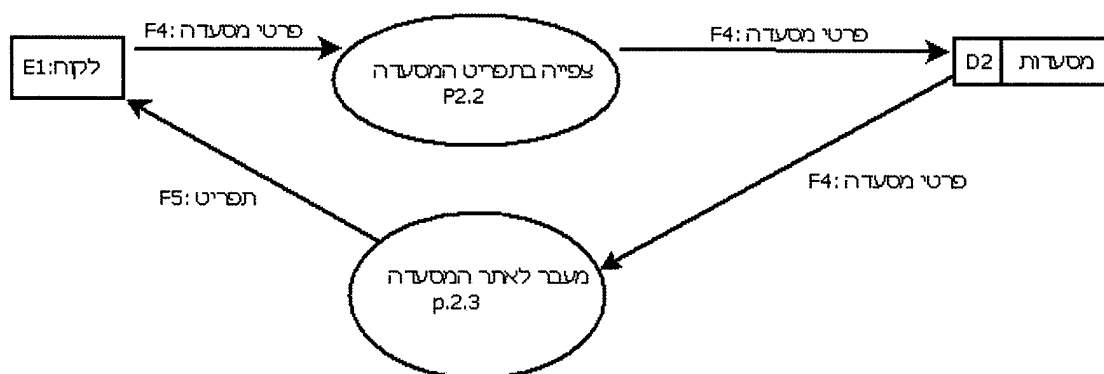 פרטי מסעדה :F4
פרטי מסעדה :F4
E1:לקוח
צפייה בתפריט המסעדה
P2.2
D2
מסעדות
תפריט :F5
פרטי מסעדה :F4
מעבר לאתר המסעדה
p.2.3